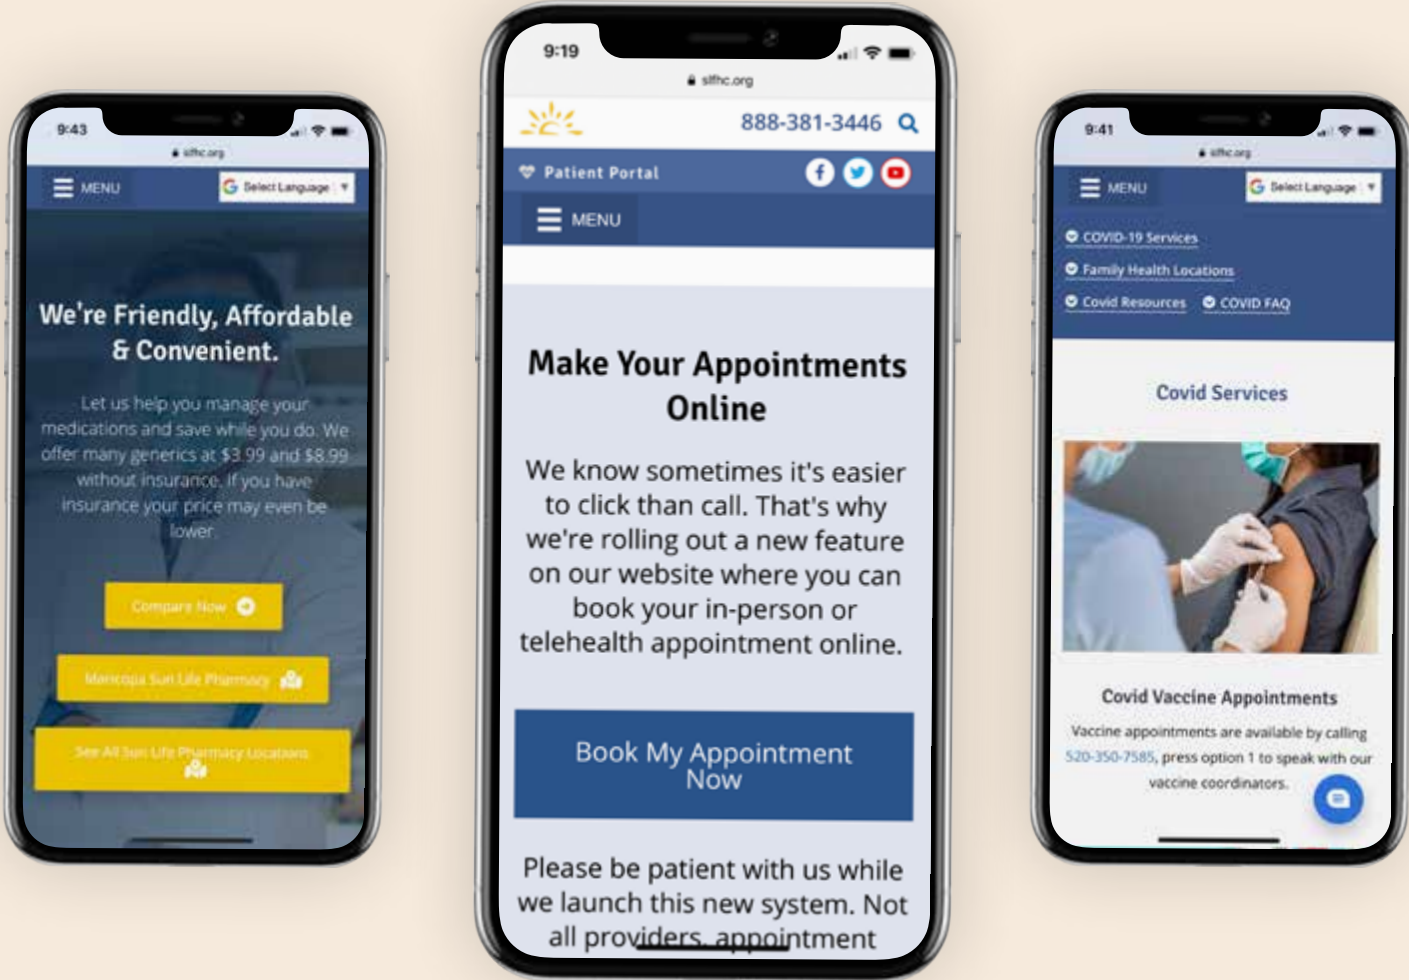 9:43
slfhc.org
MENU
Select Language
We're Friendly, Affordable
& Convenient.
Let us help you manage your
medications and save while you do. We
offer many generics at $3.99 and $8.99
without insurance. If you have
insurance your price may even be
lower.
Compare Now
Maricopa Sun Life Pharmacy
See All Sun Life Pharmacy Locations
9:19
slfhc.org
888-381-3446
Patient Portal
MENU
Make Your Appointments
Online
We know sometimes it's easier
to click than call. That's why
we're rolling out a new feature
on our website where you can
book your in-person or
telehealth appointment online.
Book My Appointment
Now
Please be patient with us while
we launch this new system. Not
all providers, appointment
9:41
slfhc.org
MENU
Select Language
COVID-19 Services
Family Health Locations
Covid Resources COVID FAQ
Covid Services
Covid Vaccine Appointments
Vaccine appointments are available by calling
520-350-7585, press option 1 to speak with our
vaccine coordinators.